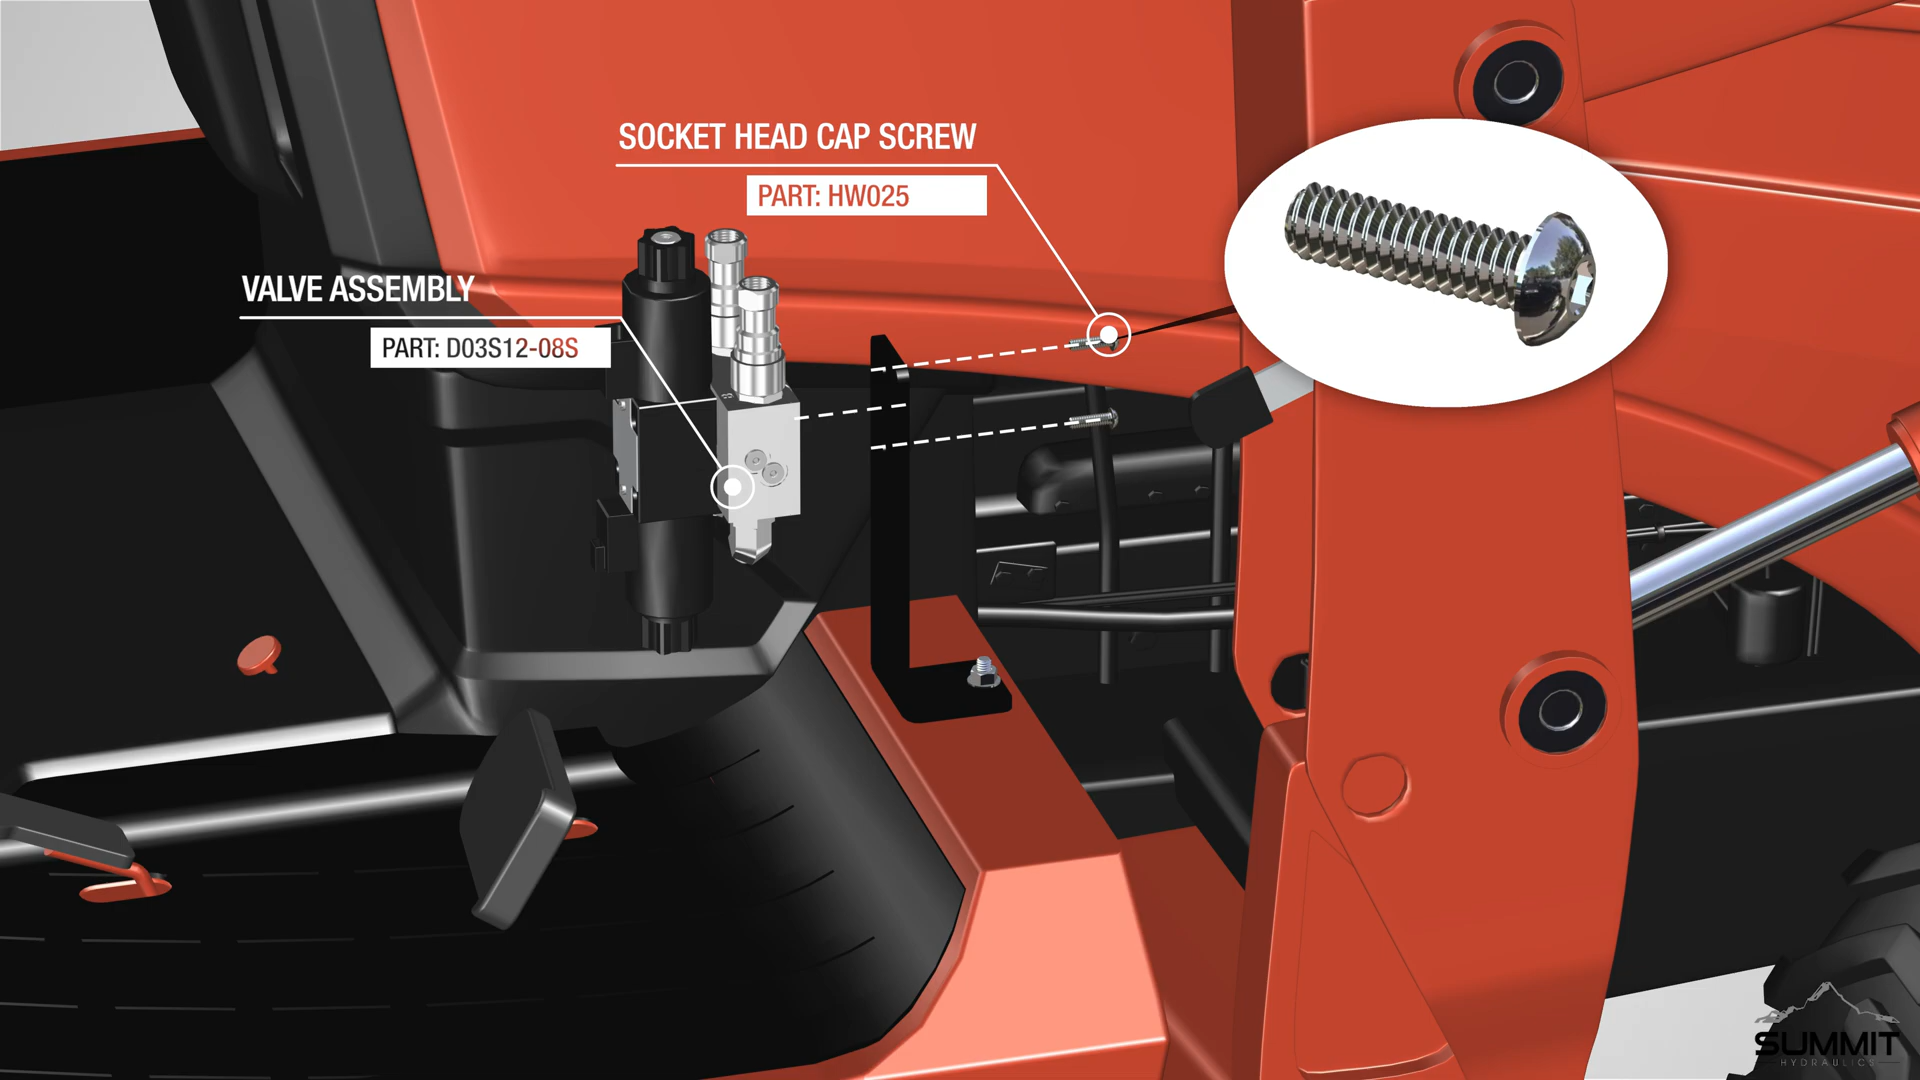 SOCKET HEAD CAP SCREW
PART: HW025
VALVE ASSEMBLY
PART: D03S12-08S
SUMMIT
HYDRAULICS